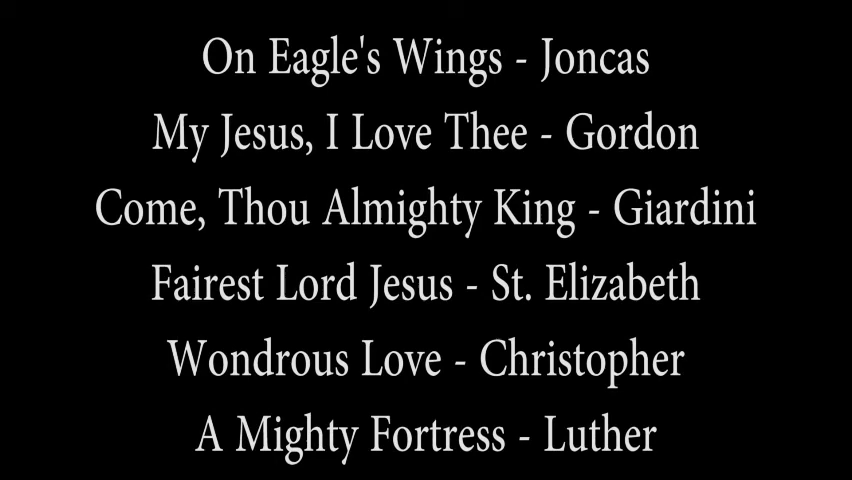 On Eagle's Wings - Joncas
My Jesus, I Love Thee - Gordon
Come, Thou Almighty King - Giardini
Fairest Lord Jesus - St. Elizabeth
Wondrous Love - Christopher
A Mighty Fortress - Luther